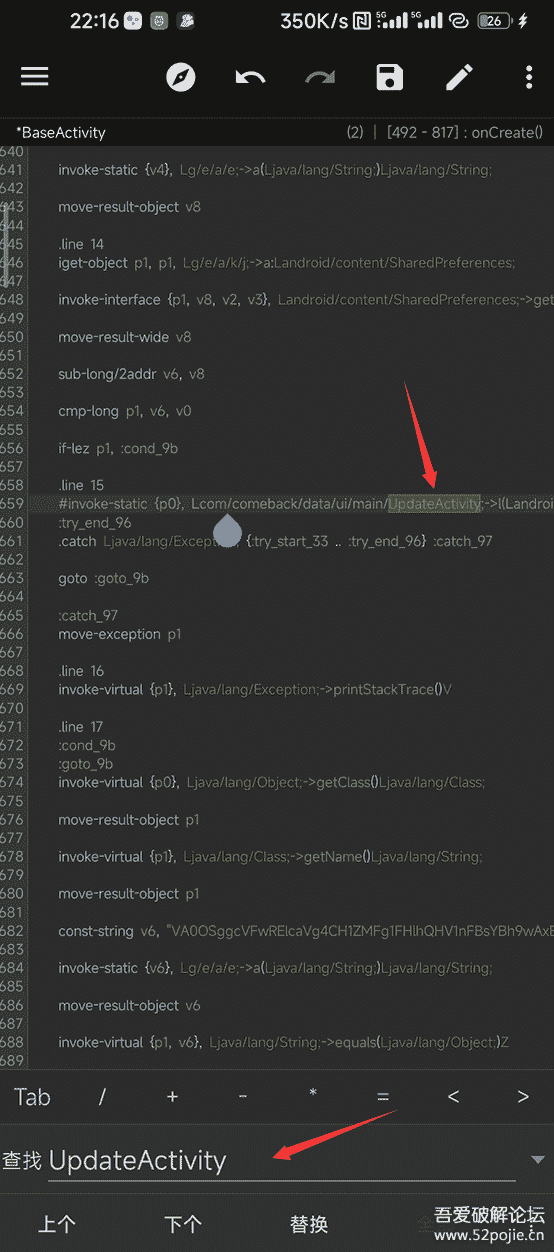 22:16 350K/s 5G 5G 26
*BaseActivity (2) | [492 - 817] : onCreate()
640
641 invoke-static {v4}, Lg/e/a/e;->a(Ljava/lang/String;)Ljava/lang/String;
642
643 move-result-object v8
644
645 .line 14
646 iget-object p1, p1, Lg/e/a/k/j;->a:Landroid/content/SharedPreferences;
647
648 invoke-interface {p1, v8, v2, v3}, Landroid/content/SharedPreferences;->get
649
650 move-result-wide v8
651
652 sub-long/2addr v6, v8
653
654 cmp-long p1, v6, v0
655
656 if-lez p1, :cond_9b
657
658 .line 15
659 #invoke-static {p0}, Lcom/comeback/data/ui/main/UpdateActivity;->l(Landroi
660 :try_end_96
661 .catch Ljava/lang/Exception; {:try_start_33 .. :try_end_96} :catch_97
662
663 goto :goto_9b
664
665 :catch_97
666 move-exception p1
667
668 .line 16
669 invoke-virtual {p1}, Ljava/lang/Exception;->printStackTrace()V
670
671 .line 17
672 :cond_9b
673 :goto_9b
674 invoke-virtual {p0}, Ljava/lang/Object;->getClass()Ljava/lang/Class;
675
676 move-result-object p1
677
678 invoke-virtual {p1}, Ljava/lang/Class;->getName()Ljava/lang/String;
679
680 move-result-object p1
681
682 const-string v6, "VA0OSggcVFwRElcaVg4CH1ZMFg1FHlhQHV1nFBsYBh9wAxE
683
684 invoke-static {v6}, Lg/e/a/e;->a(Ljava/lang/String;)Ljava/lang/String;
685
686 move-result-object v6
687
688 invoke-virtual {p1, v6}, Ljava/lang/String;->equals(Ljava/lang/Object;)Z
689
Tab / + - * = < >
查找 UpdateActivity
上个 下个 替换
吾爱破解论坛
www.52pojie.cn